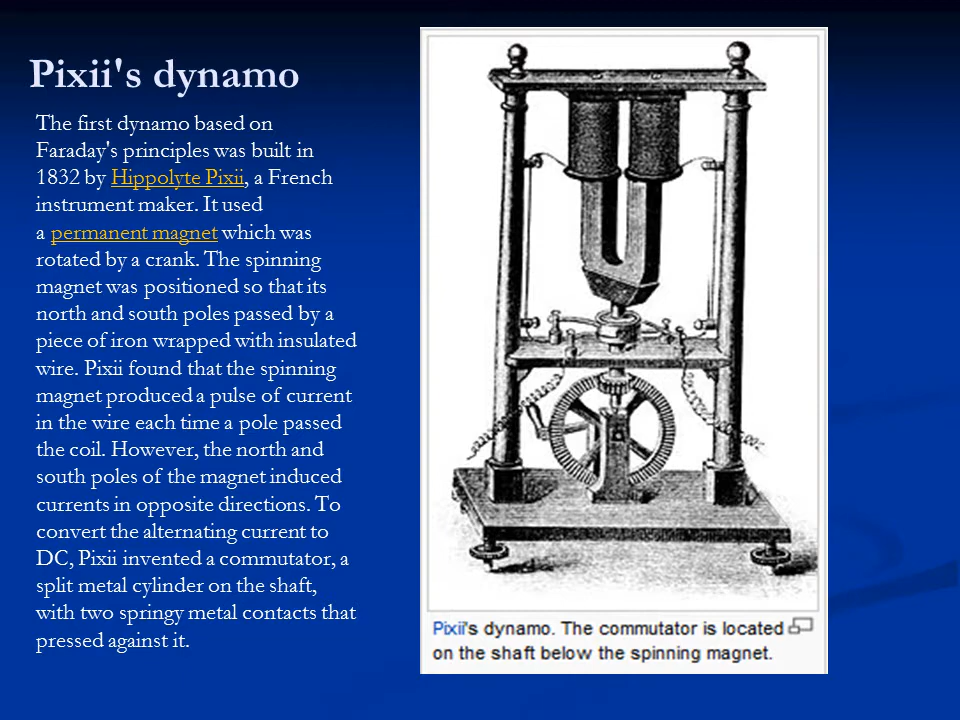 Pixii's dynamo
The first dynamo based on
Faraday's principles was built in
1832 by Hippolyte Pixii, a French
instrument maker. It used
a permanent magnet which was
rotated by a crank. The spinning
magnet was positioned so that its
north and south poles passed by a
piece of iron wrapped with insulated
wire. Pixii found that the spinning
magnet produced a pulse of current
in the wire each time a pole passed
the coil. However, the north and
south poles of the magnet induced
currents in opposite directions. To
convert the alternating current to
DC, Pixii invented a commutator, a
split metal cylinder on the shaft,
with two springy metal contacts that
pressed against it.
Pixii's dynamo. The commutator is located
on the shaft below the spinning magnet.